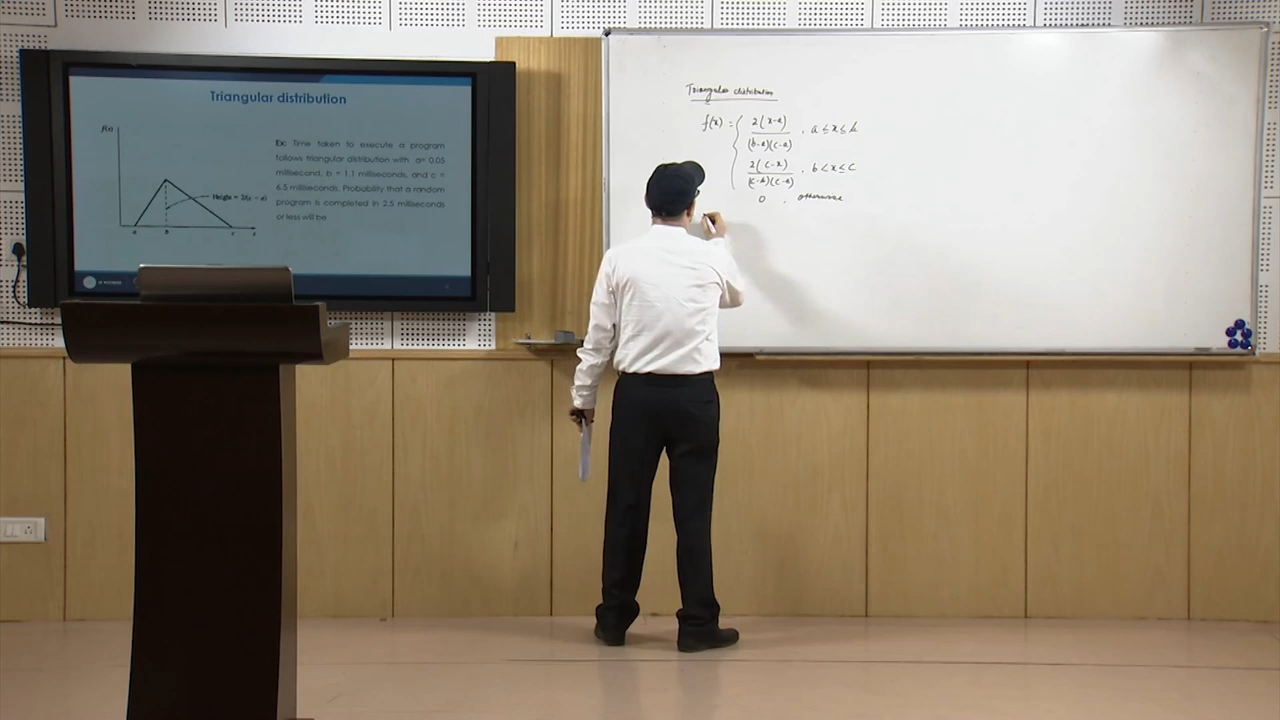 Triangular distribution
f(x)
Height = 2/(c − a)
a b c x
Ex: Time taken to execute a program
follows triangular distribution with a= 0.05
millisecond, b = 1.1 milliseconds, and c =
6.5 milliseconds. Probability that a random
program is completed in 2.5 milliseconds
or less will be
Triangular distribution
f(x) = { 2(x-a) / (b-a)(c-a) , a ≤ x ≤ b
2(c-x) / (c-b)(c-a) , b < x ≤ c
0 , otherwise